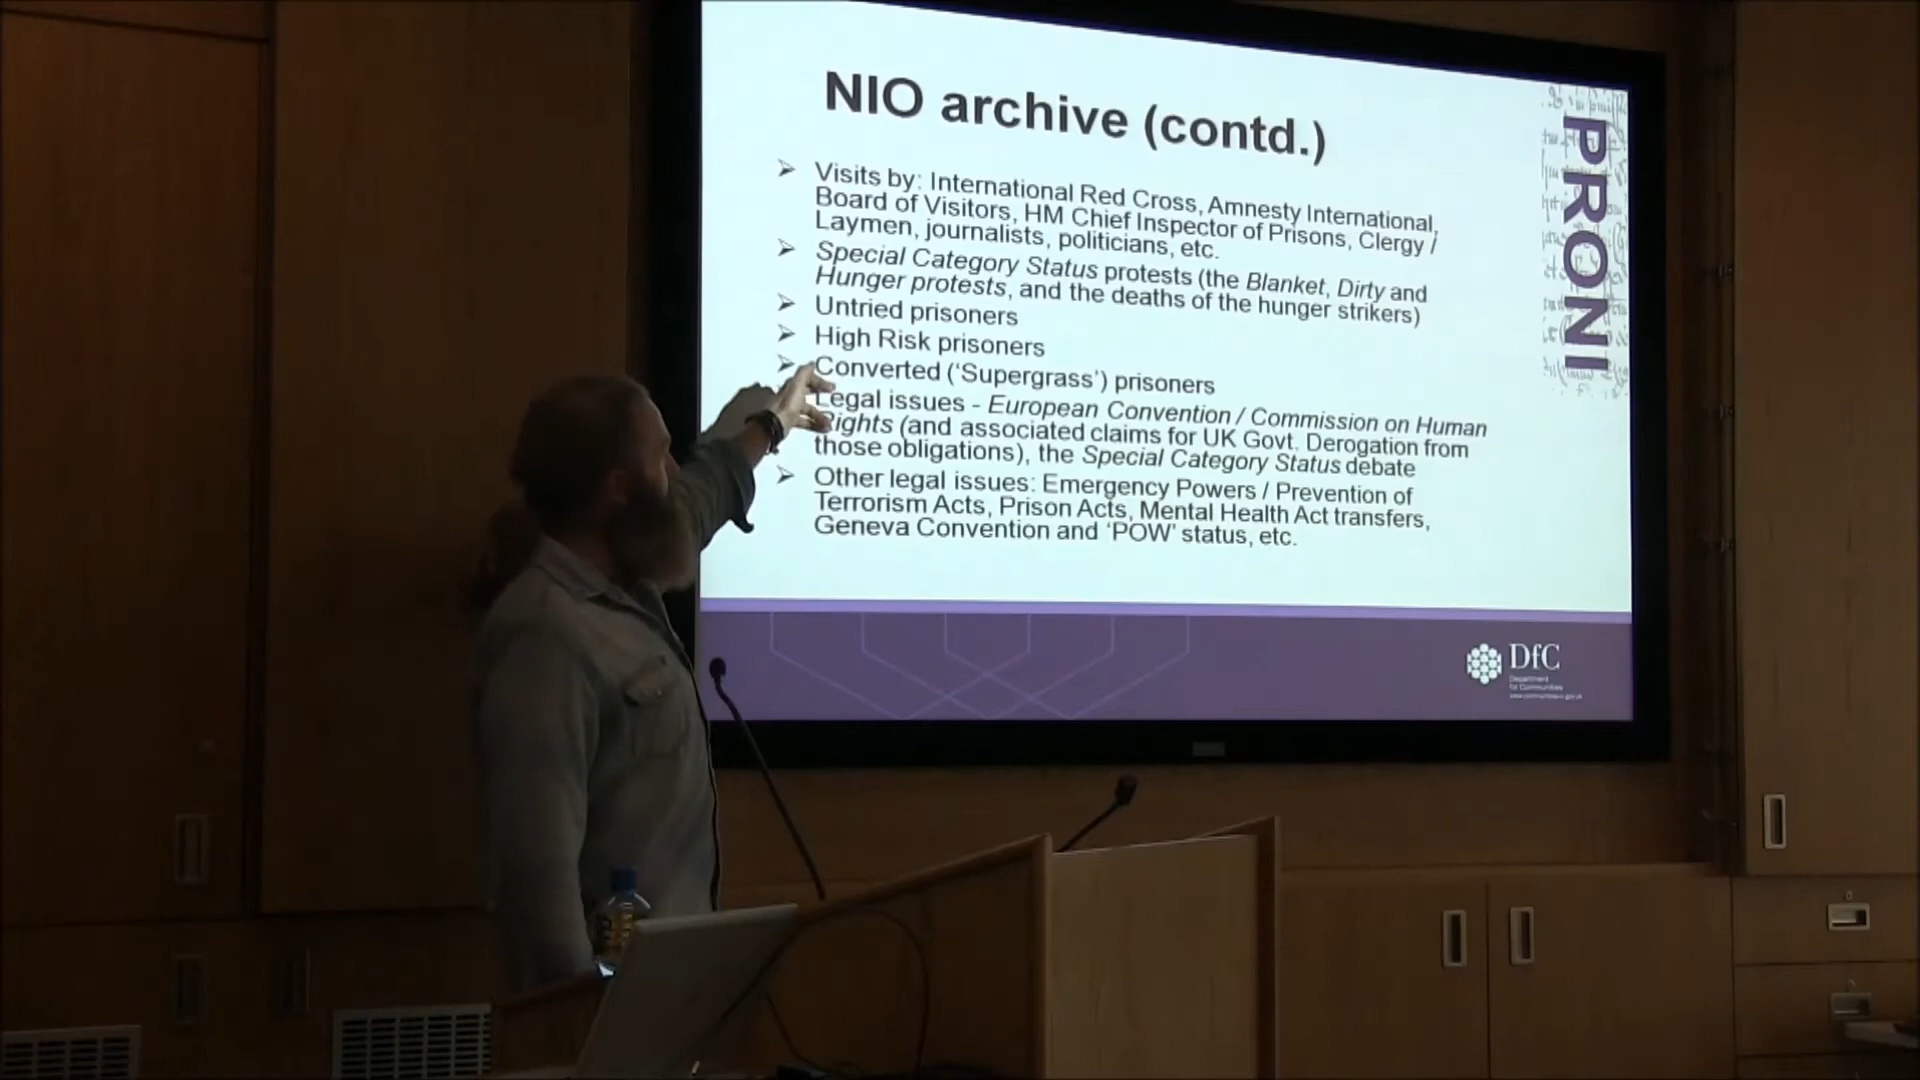 NIO archive (contd.)
➢ Visits by: International Red Cross, Amnesty International,
Board of Visitors, HM Chief Inspector of Prisons, Clergy /
Laymen, journalists, politicians, etc.
➢ Special Category Status protests (the Blanket, Dirty and
Hunger protests, and the deaths of the hunger strikers)
➢ Untried prisoners
➢ High Risk prisoners
➢ Converted (‘Supergrass’) prisoners
Legal issues - European Convention / Commission on Human
Rights (and associated claims for UK Govt. Derogation from
those obligations), the Special Category Status debate
➢ Other legal issues: Emergency Powers / Prevention of
Terrorism Acts, Prison Acts, Mental Health Act transfers,
Geneva Convention and ‘POW’ status, etc.
PRONI
DfC
Department
for Communities